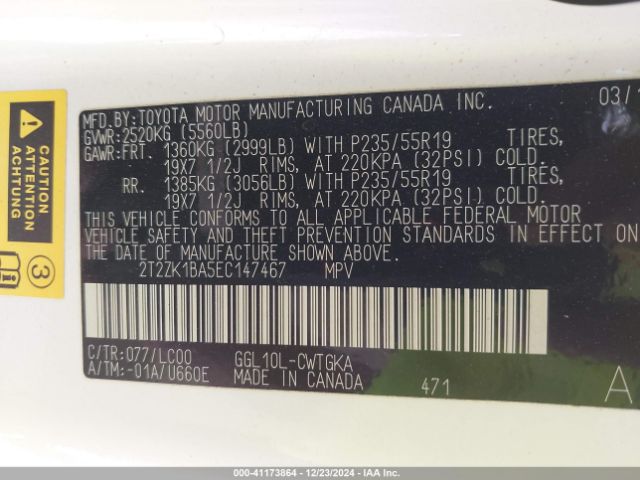 MFD.BY:TOYOTA MOTOR MANUFACTURING CANADA INC. 03/1
GVWR:2520KG (5560LB)
GAWR:FRT. 1360KG (2999LB) WITH P235/55R19 TIRES,
19X7 1/2J RIMS, AT 220KPA (32PSI) COLD.
RR. 1385KG (3056LB) WITH P235/55R19 TIRES,
19X7 1/2J RIMS, AT 220KPA (32PSI) COLD.
THIS VEHICLE CONFORMS TO ALL APPLICABLE FEDERAL MOTOR
VEHICLE SAFETY AND THEFT PREVENTION STANDARDS IN EFFECT ON
THE DATE OF MANUFACTURE SHOWN ABOVE.
2T2ZK1BA5EC147467 MPV
C/TR:077/LC00 GGL10L-CWTGKA
A/TM:-01A/U660E MADE IN CANADA 471 A
CAUTION
ATTENTION
ACHTUNG
3
000-41173864 - 12/23/2024 - IAA Inc.